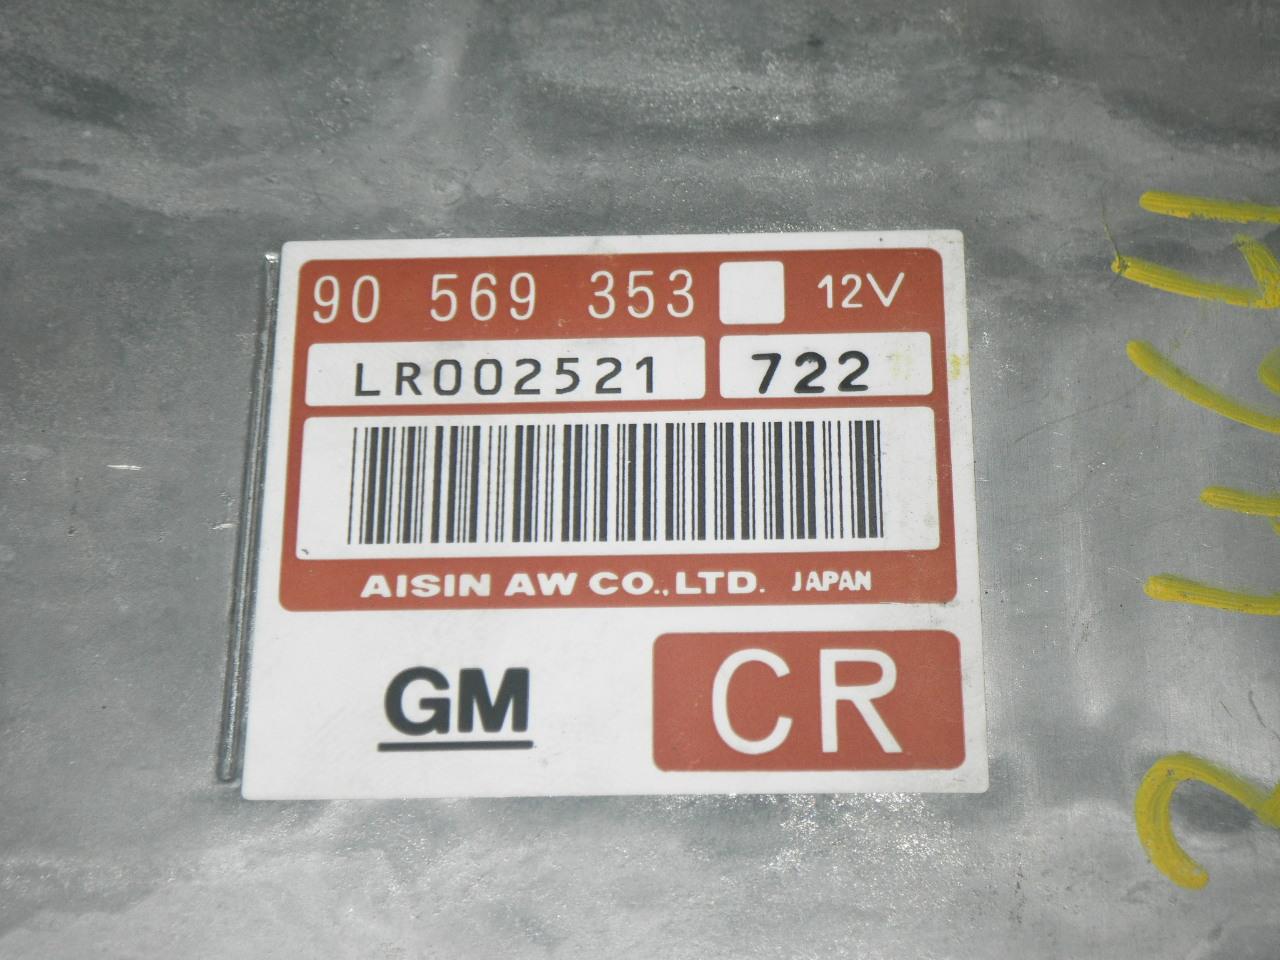 90 569 353 12V
LR002521 722
AISIN AW CO.,LTD. JAPAN
GM CR